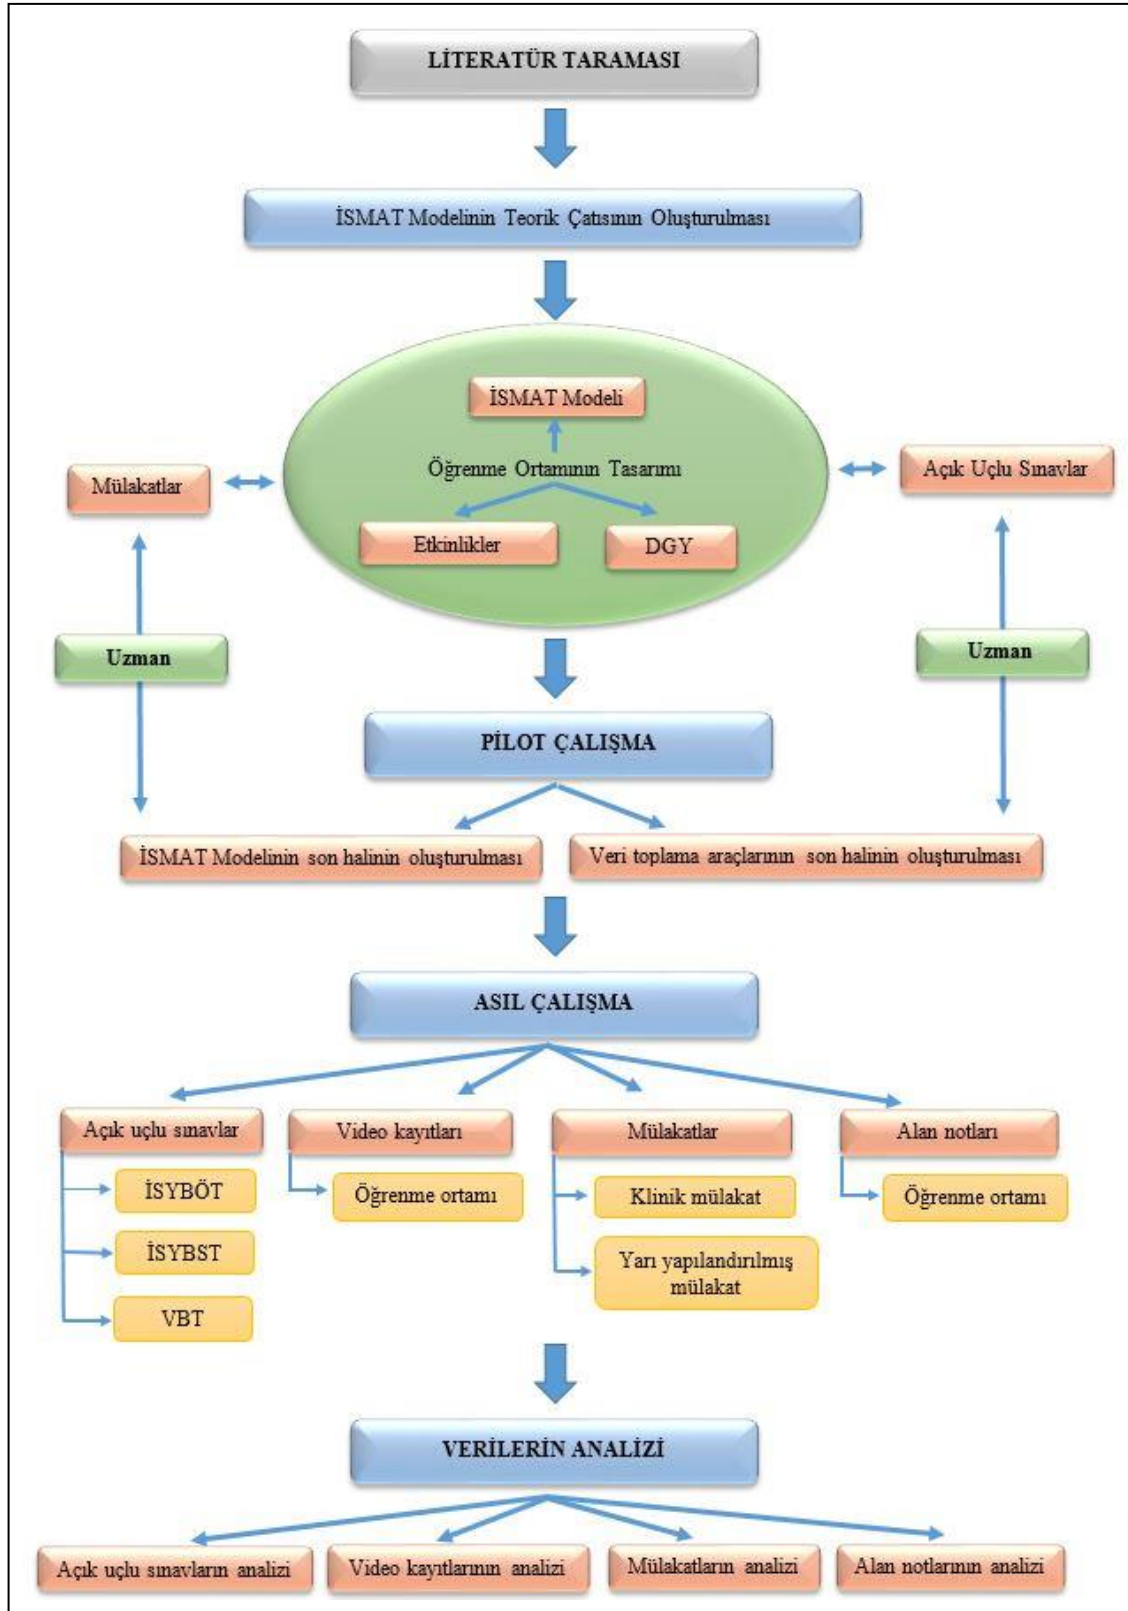 LİTERATÜR TARAMASI
İSMAT Modelinin Teorik Çatısının Oluşturulması
İSMAT Modeli
Öğrenme Ortamının Tasarımı
Mülakatlar
Açık Uçlu Sınavlar
Etkinlikler
DGY
Uzman
Uzman
PİLOT ÇALIŞMA
İSMAT Modelinin son halinin oluşturulması
Veri toplama araçlarının son halinin oluşturulması
ASIL ÇALIŞMA
Açık uçlu sınavlar
İSYBÖT
İSYBST
VBT
Video kayıtları
Öğrenme ortamı
Mülakatlar
Klinik mülakat
Yarı yapılandırılmış
mülakat
Alan notları
Öğrenme ortamı
VERİLERİN ANALİZİ
Açık uçlu sınavların analizi
Video kayıtlarının analizi
Mülakatların analizi
Alan notlarının analizi